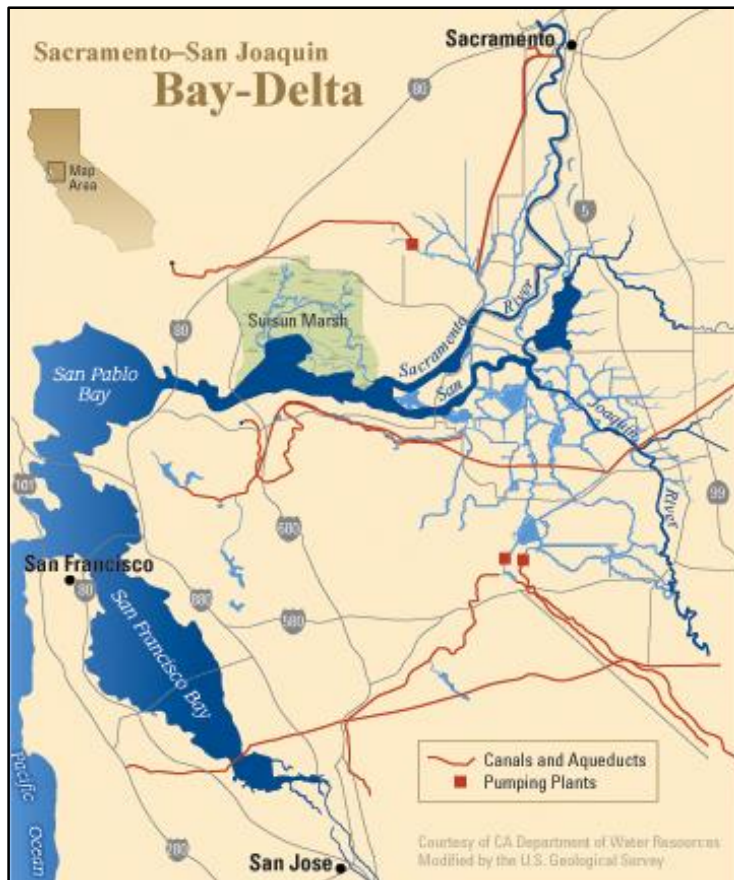 Sacramento–San Joaquin
Bay-Delta
Sacramento
80
Map
Area
5
Suisun Marsh
80
Sacramento
River
San Pablo
Bay
San
Joaquin
River
101
99
680
San Francisco
80
880
580
San Francisco Bay
Canals and Aqueducts
Pumping Plants
Pacific
Ocean
280
San Jose
Courtesy of CA Department of Water Resources
Modified by the U.S. Geological Survey